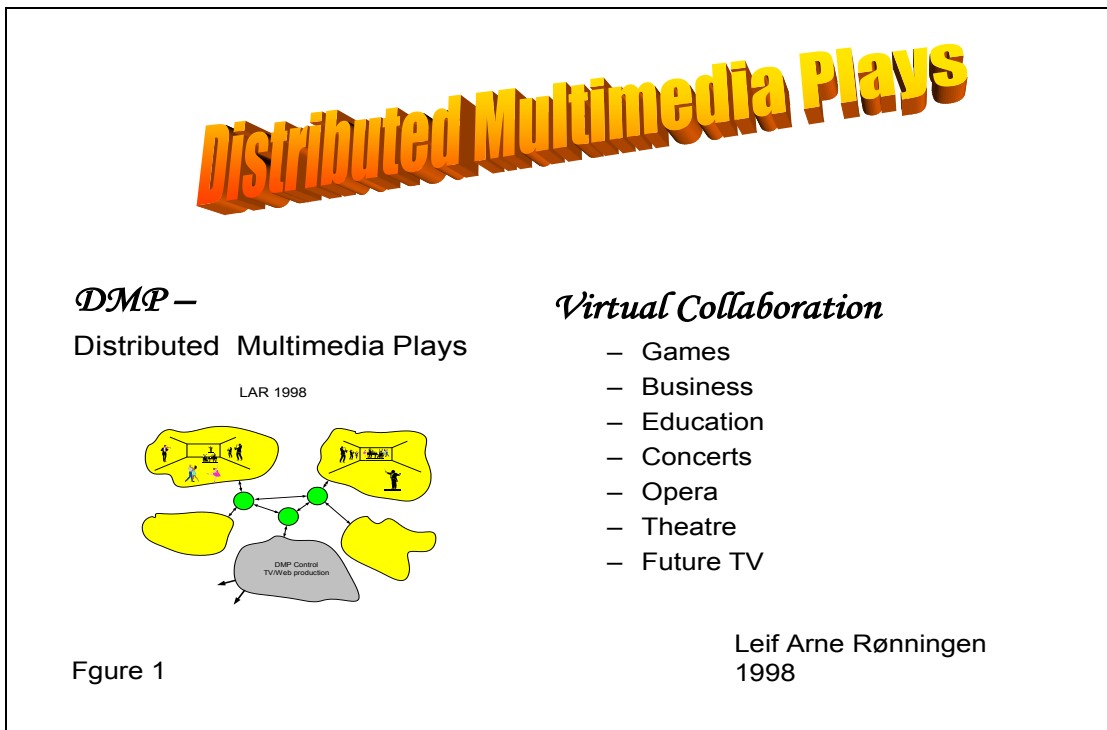 Distributed Multimedia Plays
DMP –
Distributed Multimedia Plays
LAR 1998
DMP Control
TV/Web production
Fgure 1
Virtual Collaboration
– Games
– Business
– Education
– Concerts
– Opera
– Theatre
– Future TV
Leif Arne Rønningen
1998